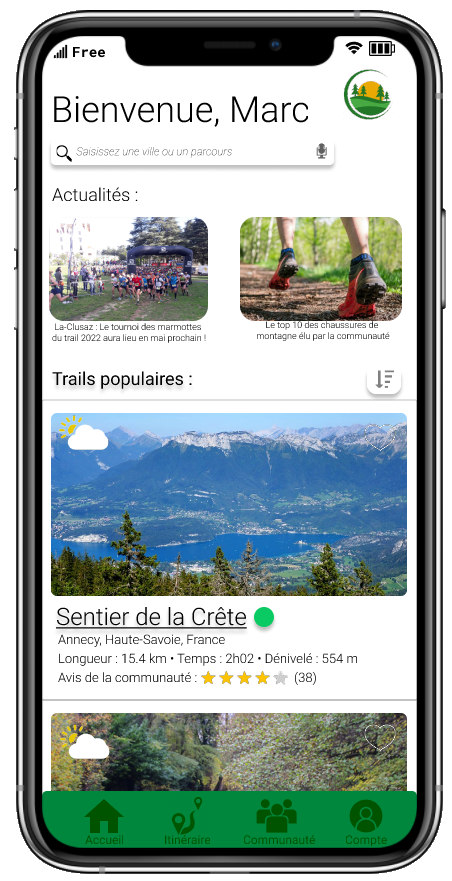 Free
Bienvenue, Marc
Saisissez une ville ou un parcours
Actualités :
La-Clusaz : Le tournoi des marmottes
du trail 2022 aura lieu en mai prochain !
Le top 10 des chaussures de
montagne élu par la communauté
Trails populaires :
Sentier de la Crête
Annecy, Haute-Savoie, France
Longueur : 15.4 km • Temps : 2h02 • Dénivelé : 554 m
Avis de la communauté : (38)
Accueil Itinéraire Communauté Compte